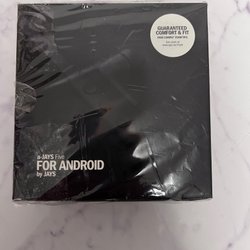 GUARANTEED
COMFORT & FIT
a-JAYS Five
FOR ANDROID
by JAYS